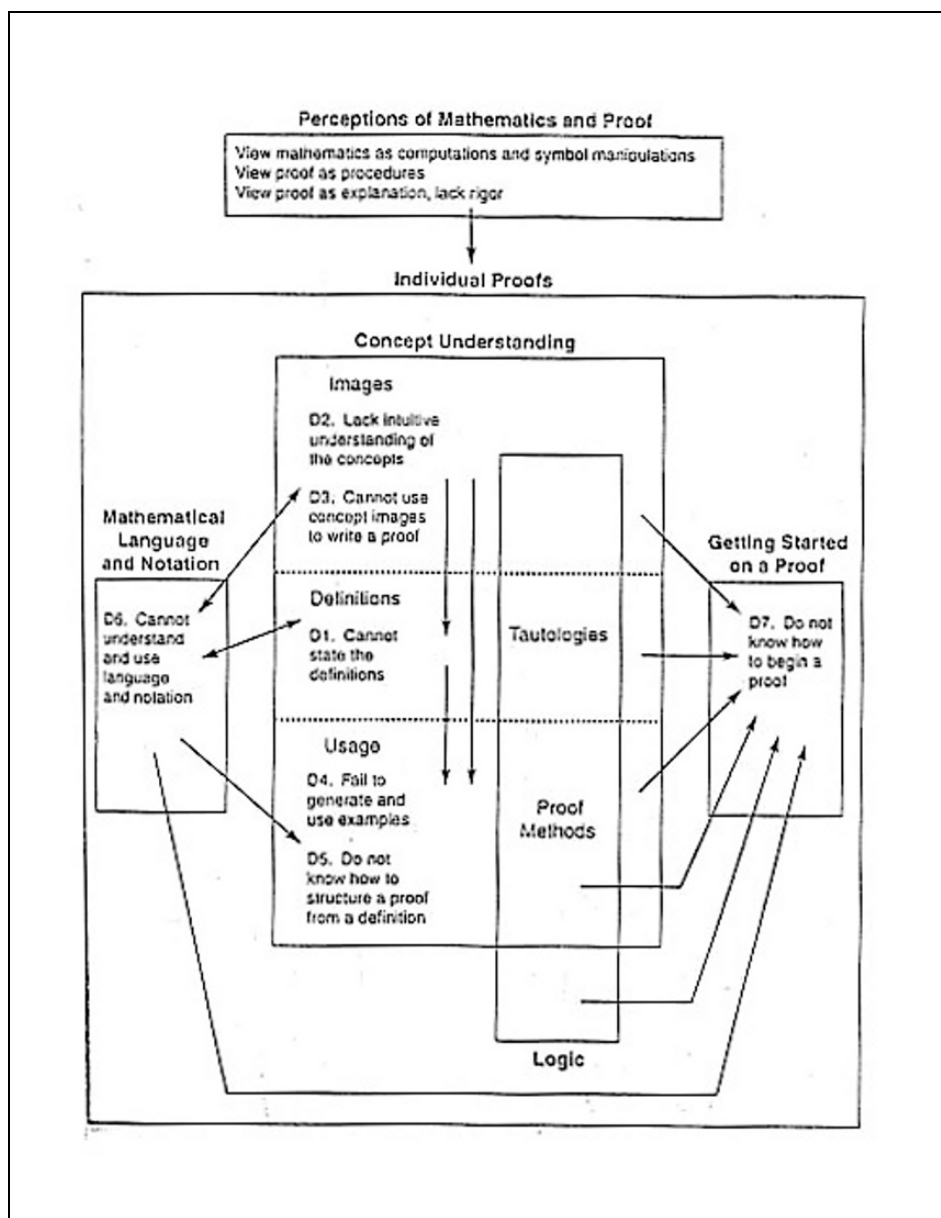 Perceptions of Mathematics and Proof
View mathematics as computations and symbol manipulations
View proof as procedures
View proof as explanation, lack rigor
Individual Proofs
Concept Understanding
Images
D2. Lack intuitive
understanding of
the concepts
D3. Cannot use
concept images
to write a proof
Mathematical
Language
and Notation
D6. Cannot
understand
and use
language
and notation
Definitions
D1. Cannot
state the
definitions
Usage
D4. Fail to
generate and
use examples
D5. Do not
know how to
structure a proof
from a definition
Tautologies
Proof
Methods
Logic
Getting Started
on a Proof
D7. Do not
know how
to begin a
proof